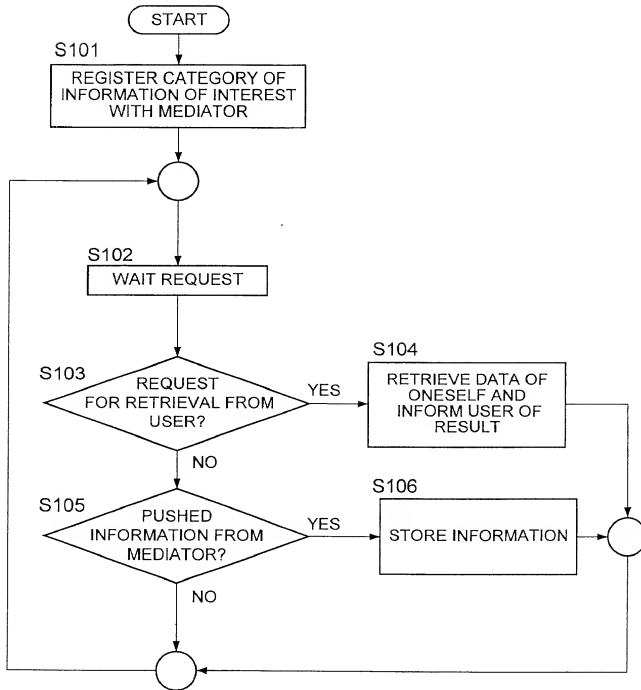 START
S101
REGISTER CATEGORY OF
INFORMATION OF INTEREST
WITH MEDIATOR
S102
WAIT REQUEST
S103
REQUEST
FOR RETRIEVAL FROM
USER?
YES
S104
RETRIEVE DATA OF
ONESELF AND
INFORM USER OF
RESULT
NO
S105
PUSHED
INFORMATION FROM
MEDIATOR?
YES
S106
STORE INFORMATION
NO